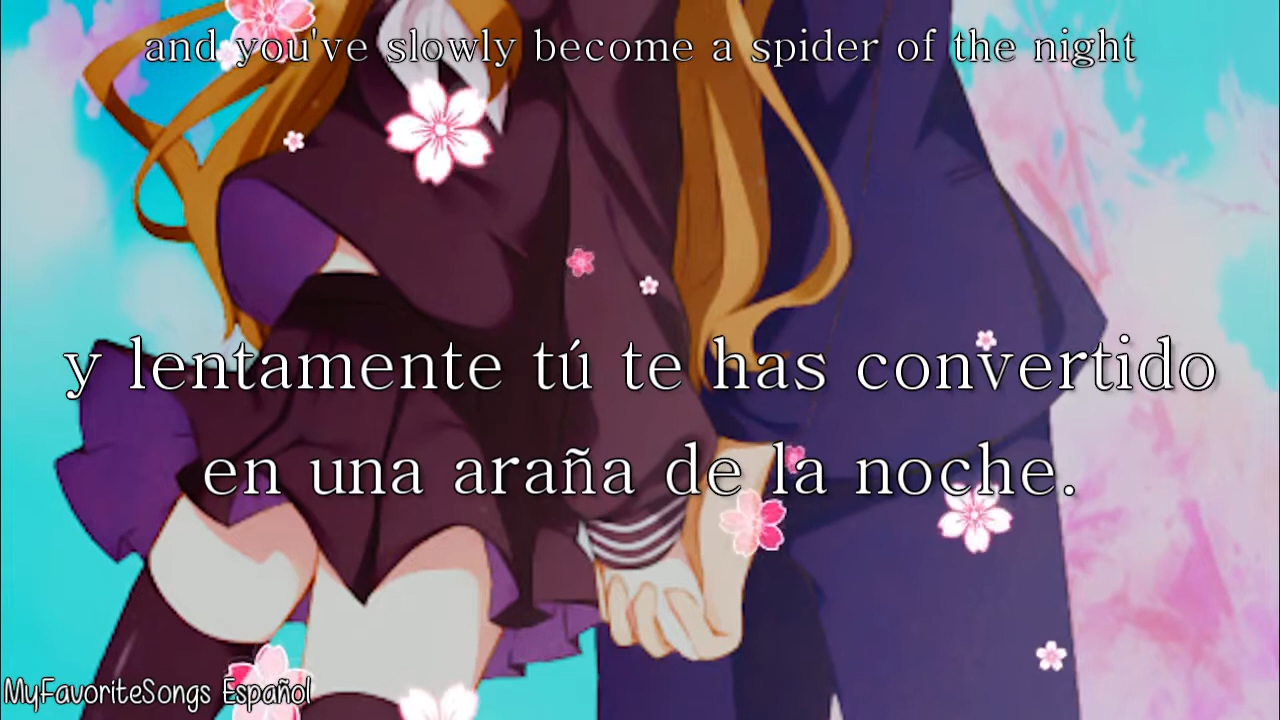 and you've slowly become a spider of the night
y lentamente tú te has convertido
en una araña de la noche.
MyFavoriteSongs Español